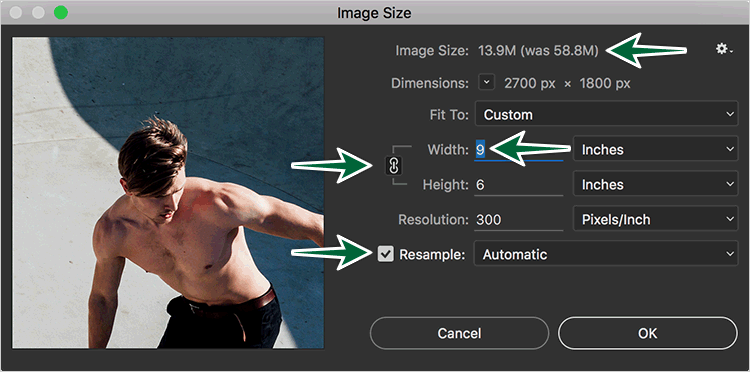 Image Size
Image Size: 13.9M (was 58.8M)
Dimensions: 2700 px × 1800 px
Fit To: Custom
Width: 9 Inches
Height: 6 Inches
Resolution: 300 Pixels/Inch
Resample: Automatic
Cancel OK